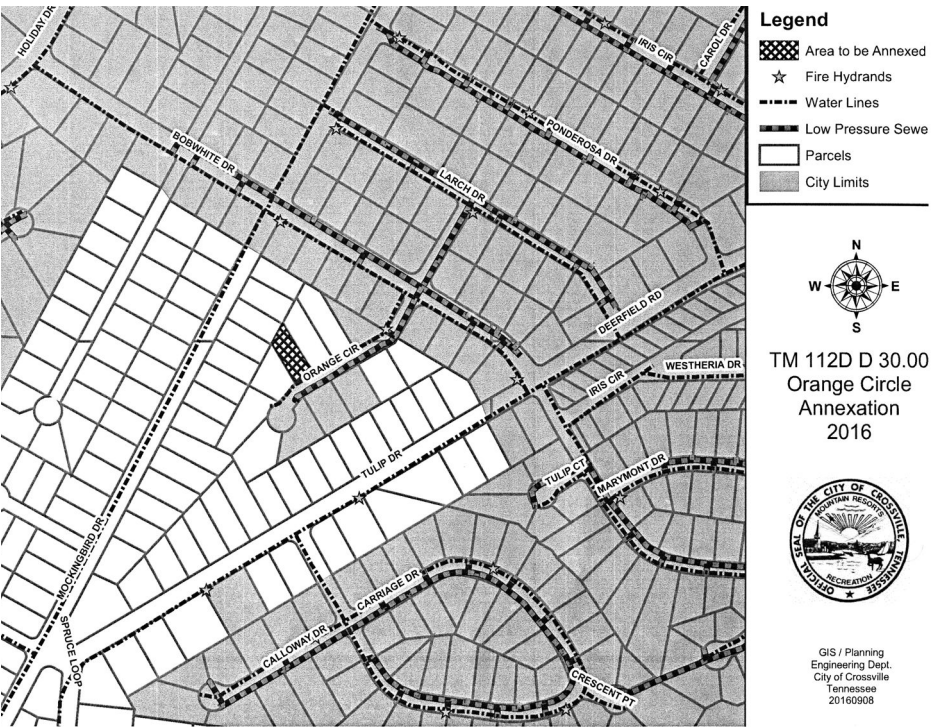 HOLIDAY DR
IRIS CIR
CAROL DR
BOBWHITE DR
PONDEROSA DR
LARCH DR
DEERFIELD RD
ORANGE CIR
WESTHERIA DR
IRIS CIR
TULIP DR
TULIP CT
MARYMONT DR
MOCKINGBIRD DR
CARRIAGE DR
SPRUCE LOOP
CALLOWAY DR
CRESCENT PT
Legend
Area to be Annexed
Fire Hydrands
Water Lines
Low Pressure Sewe
Parcels
City Limits
N
W
E
S
TM 112D D 30.00
Orange Circle
Annexation
2016
OFFICIAL SEAL OF THE CITY OF CROSSVILLE, TENNESSEE
MOUNTAIN RESORTS
RECREATION
GIS / Planning
Engineering Dept.
City of Crossville
Tennessee
20160908